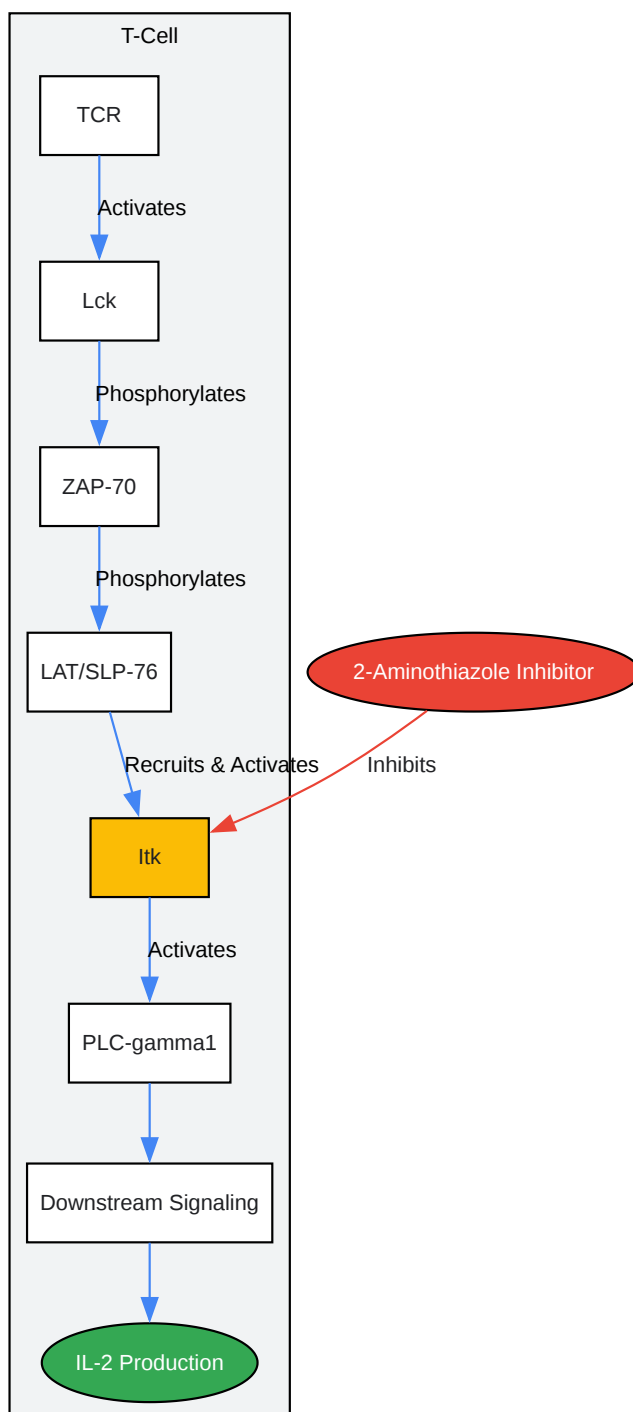 T-Cell
TCR
Activates
Lck
Phosphorylates
ZAP-70
Phosphorylates
LAT/SLP-76
2-Aminothiazole Inhibitor
Recruits & Activates
Inhibits
Itk
Activates
PLC-gamma1
Downstream Signaling
IL-2 Production